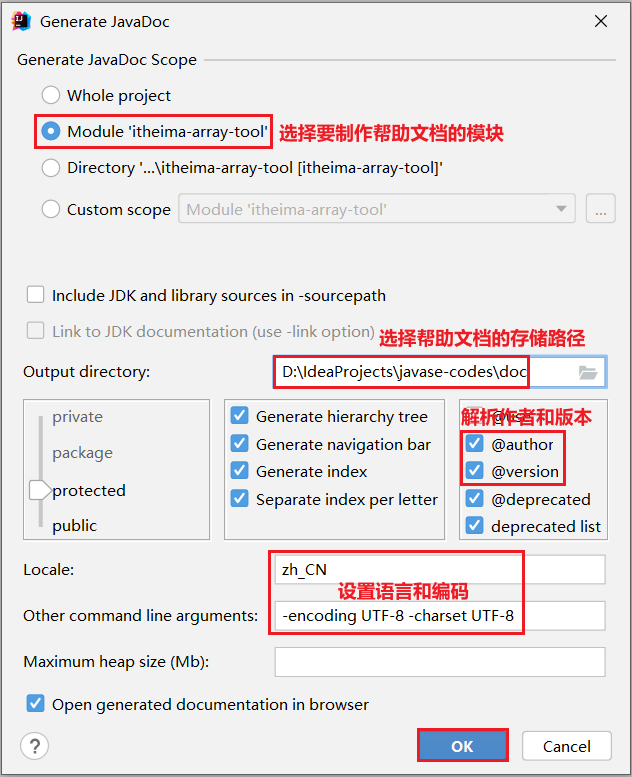 Generate JavaDoc
Generate JavaDoc Scope
Whole project
Module 'itheima-array-tool' 选择要制作帮助文档的模块
Directory '...\itheima-array-tool [itheima-array-tool]'
Custom scope Module 'itheima-array-tool' ...
Include JDK and library sources in -sourcepath
Link to JDK documentation (use -link option)
选择帮助文档的存储路径
Output directory: D:\IdeaProjects\javase-codes\doc
private
package
protected
public
Generate hierarchy tree
Generate navigation bar
Generate index
Separate index per letter
解析作者和版本
@author
@version
@deprecated
deprecated list
Locale: zh_CN
设置语言和编码
Other command line arguments: -encoding UTF-8 -charset UTF-8
Maximum heap size (Mb):
Open generated documentation in browser
? OK Cancel